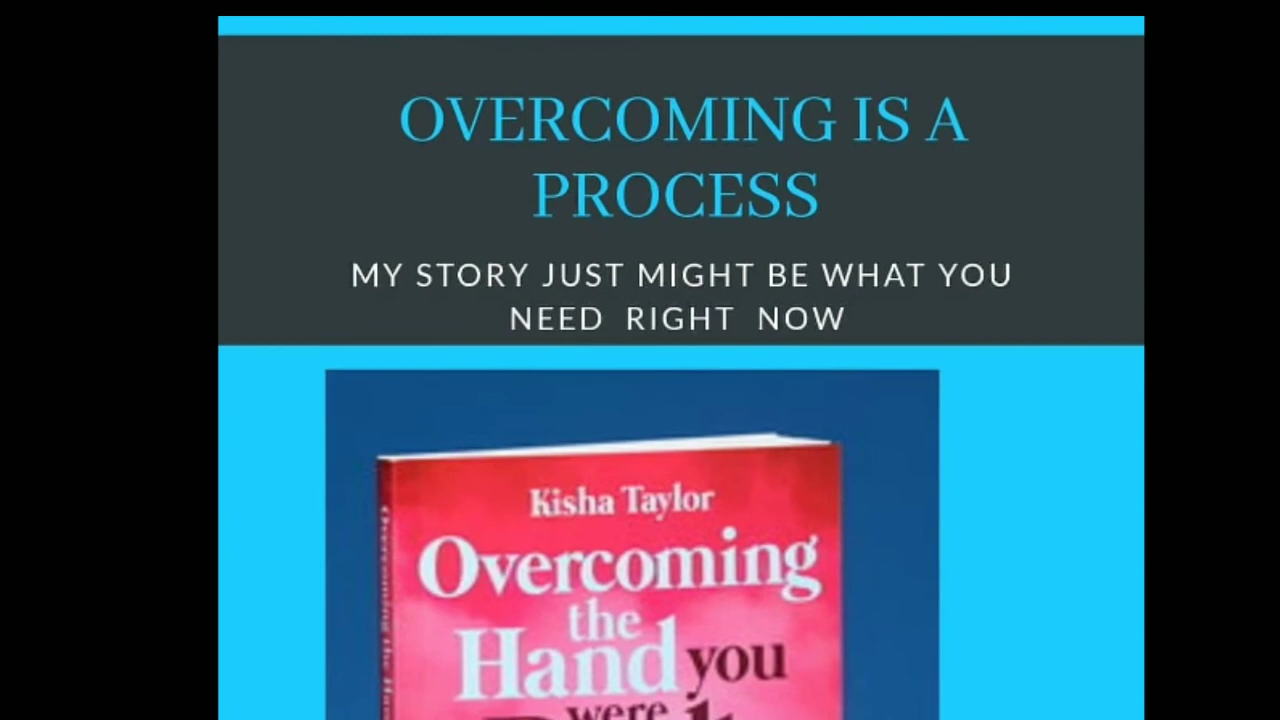 OVERCOMING IS A
PROCESS
MY STORY JUST MIGHT BE WHAT YOU
NEED RIGHT NOW
Kisha Taylor
Overcoming
the
Hand you
were